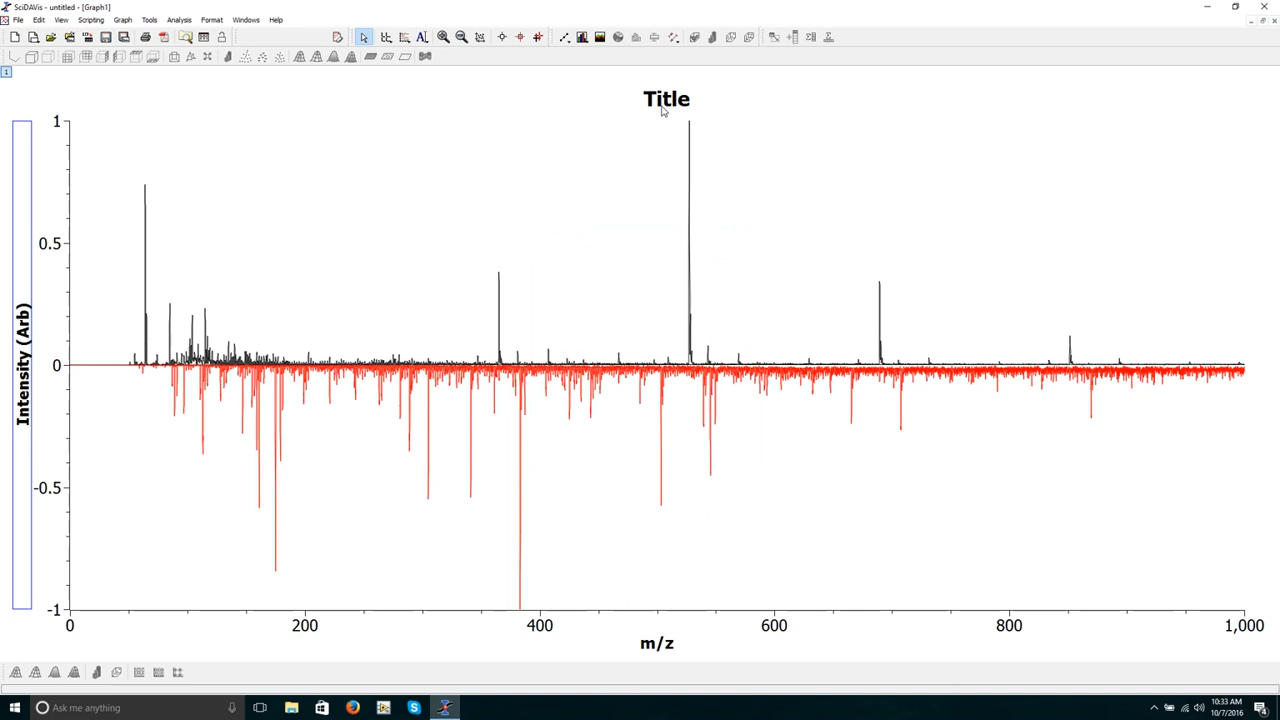 SciDAVis - untitled - [Graph1]
File Edit View Scripting Graph Tools Analysis Format Windows Help
1
Title
1
0.5
0
-0.5
-1
Intensity (Arb)
0 200 400 600 800 1,000
m/z
Ask me anything
10:33 AM
10/7/2016
4